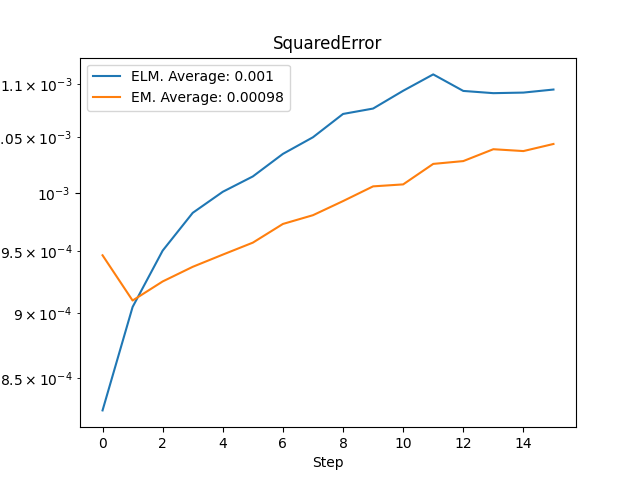 SquaredError
ELM. Average: 0.001
EM. Average: 0.00098
1.1 × 10⁻³
.05 × 10⁻³
10⁻³
9.5 × 10⁻⁴
9 × 10⁻⁴
8.5 × 10⁻⁴
0 2 4 6 8 10 12 14
Step